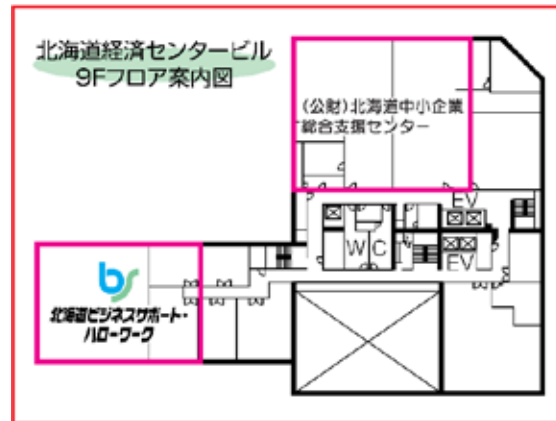 北海道経済センタービル
9Fフロア案内図
(公財)北海道中小企業
総合支援センター
EV
WC
EV
bs
北海道ビジネスサポート・
ハローワーク